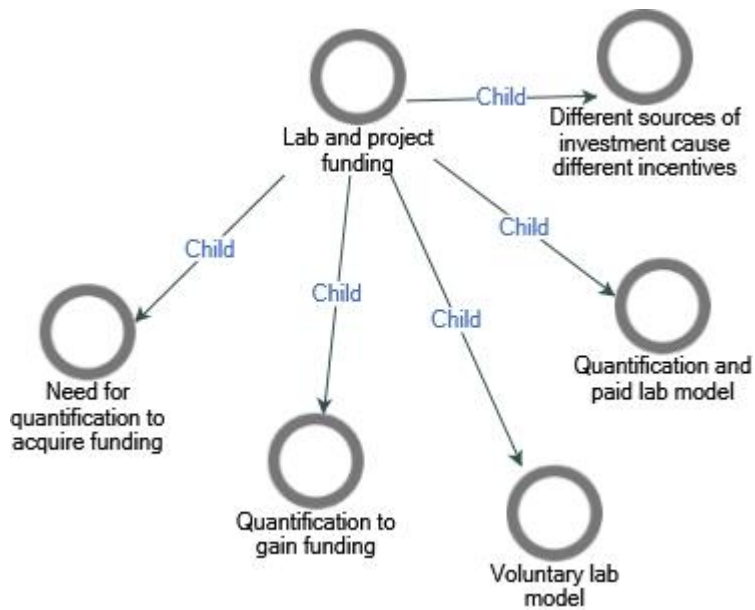 Lab and project
funding
Child
Different sources of
investment cause
different incentives
Child
Child
Child
Child
Quantification and
paid lab model
Need for
quantification to
acquire funding
Quantification to
gain funding
Voluntary lab
model